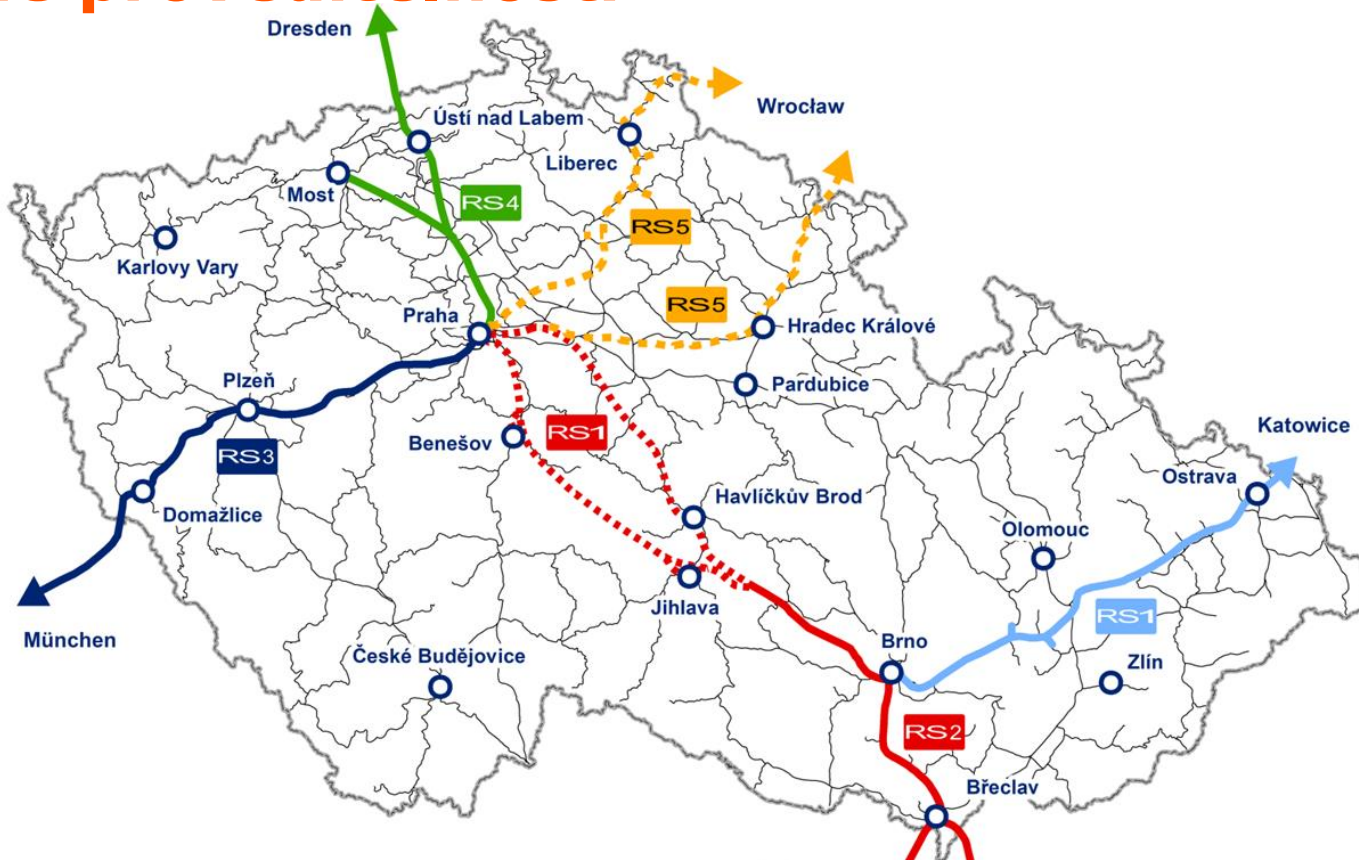 Dresden
Wrocław
Ústí nad Labem
Liberec
Most
RS4
RS5
Karlovy Vary
RS5
Praha
Hradec Králové
Plzeň
Pardubice
Benešov
RS1
Katowice
RS3
Ostrava
Havlíčkův Brod
Domažlice
Olomouc
Jihlava
RS1
München
Brno
České Budějovice
Zlín
RS2
Břeclav